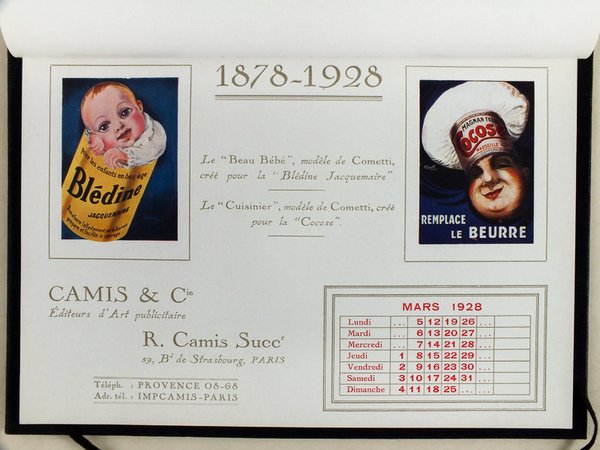 1878-1928
Pour les enfants en bas âge
Blédine
JACQUEMAIRE
MAGNAN FRÈRES
COCOSE
MARSEILLE
REMPLACE
LE BEURRE
Le "Beau Bébé", modèle de Cometti,
créé pour la "Blédine Jacquemaire".
Le "Cuisinier", modèle de Cometti, créé
pour la "Cocose".
CAMIS & Cie
Éditeurs d'Art publicitaire
R. Camis Succr
59, Bd de Strasbourg, PARIS
Téléph. : PROVENCE 08-68
Adr. tél. : IMPCAMIS-PARIS
MARS 1928
Lundi ... 5 12 19 26 ...
Mardi ... 6 13 20 27 ...
Mercredi ... 7 14 21 28 ...
Jeudi 1 8 15 22 29 ...
Vendredi 2 9 16 23 30 ...
Samedi 3 10 17 24 31 ...
Dimanche 4 11 18 25 ... ...